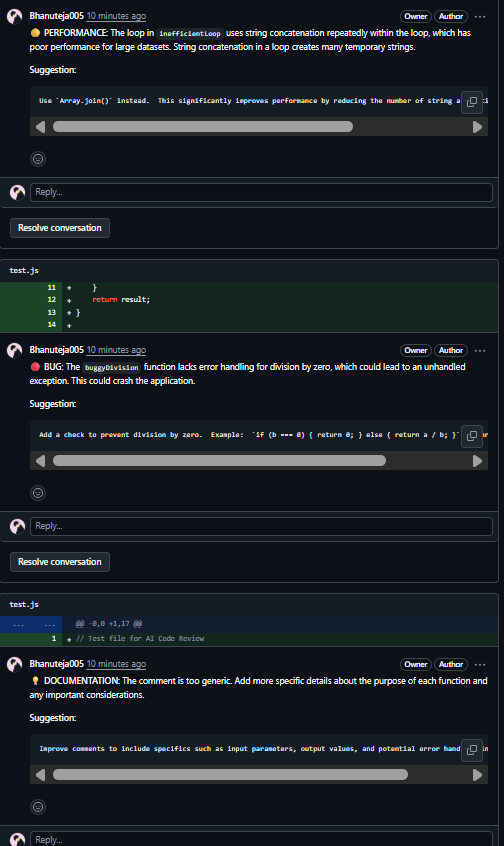 Bhanuteja005 10 minutes ago Owner Author ...
PERFORMANCE: The loop in inefficientLoop uses string concatenation repeatedly within the loop, which has
poor performance for large datasets. String concatenation in a loop creates many temporary strings.
Suggestion:
Use `Array.join()` instead. This significantly improves performance by reducing the number of string a
Reply...
Resolve conversation
test.js
11 + }
12 + return result;
13 + }
14 +
Bhanuteja005 10 minutes ago Owner Author ...
BUG: The buggyDivision function lacks error handling for division by zero, which could lead to an unhandled
exception. This could crash the application.
Suggestion:
Add a check to prevent division by zero. Example: `if (b === 0) { return 0; } else { return a / b; }`
Reply...
Resolve conversation
test.js
... ... @@ -0,0 +1,17 @@
1 + // Test file for AI Code Review
Bhanuteja005 10 minutes ago Owner Author ...
DOCUMENTATION: The comment is too generic. Add more specific details about the purpose of each function and
any important considerations.
Suggestion:
Improve comments to include specifics such as input parameters, output values, and potential error hand
Reply...